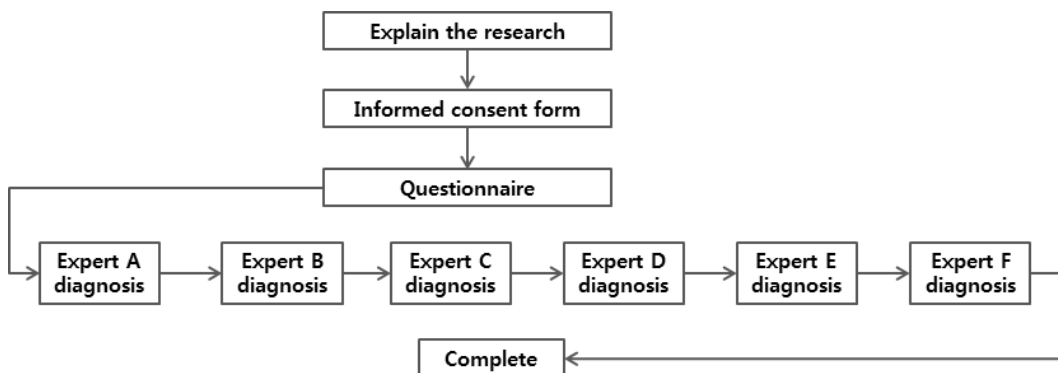 Explain the research
Informed consent form
Questionnaire
Expert A
diagnosis
Expert B
diagnosis
Expert C
diagnosis
Expert D
diagnosis
Expert E
diagnosis
Expert F
diagnosis
Complete